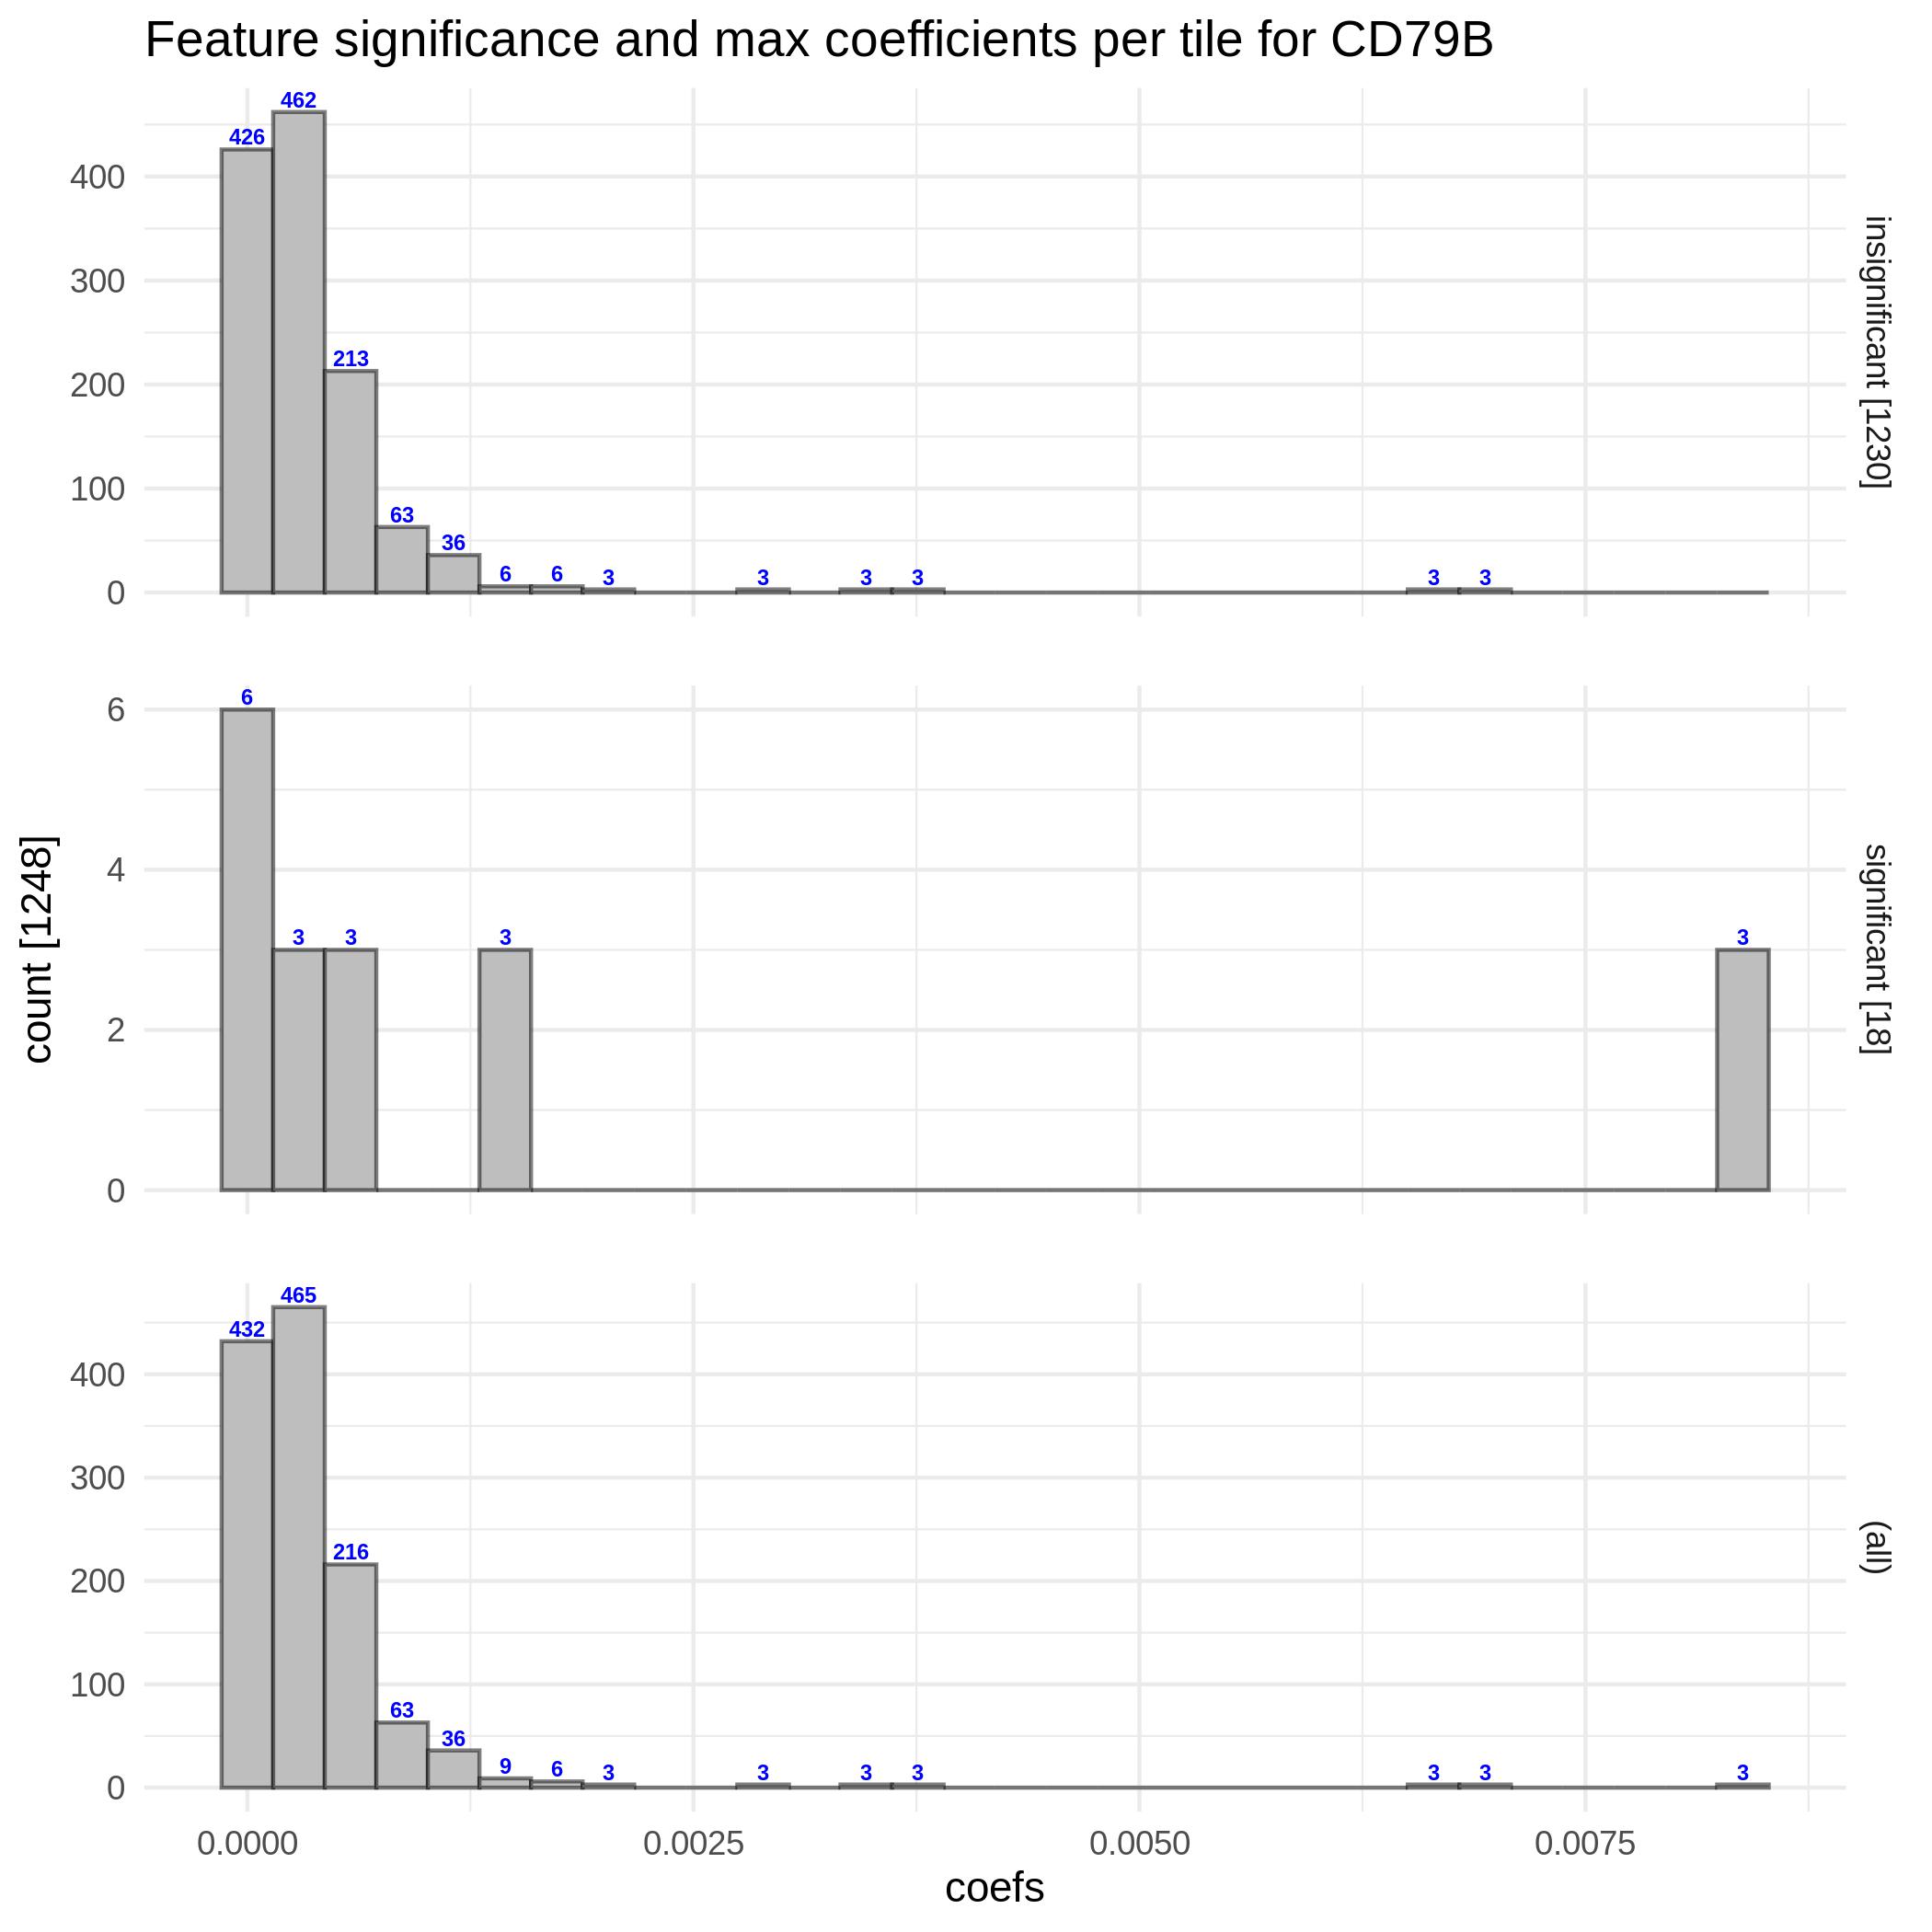 Feature significance and max coefficients per tile for CD79B
426 462 213 63 36 6 6 3 3 3 3 3 3
400
300
200
100
0
insignificant [1230]
6 3 3 3 3
6
4
2
0
significant [18]
count [1248]
432 465 216 63 36 9 6 3 3 3 3 3 3 3
400
300
200
100
0
(all)
0.0000 0.0025 0.0050 0.0075
coefs